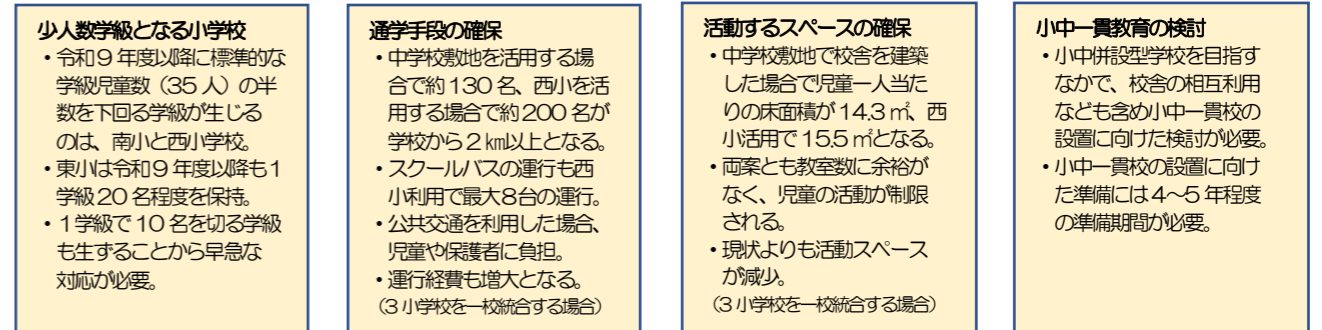 少人数学級となる小学校
・令和9年度以降に標準的な
学級児童数(35人)の半
数を下回る学級が生じる
のは、南小と西小学校。
・東小は令和9年度以降も1
学級20名程度を保持。
・1学級で10名を切る学級
も生ずることから早急な
対応が必要。
通学手段の確保
・中学校敷地を活用する場
合で約130名、西小を活
用する場合で約200名が
学校から2㎞以上となる。
・スクールバスの運行も西
小利用で最大8台の運行。
・公共交通を利用した場合、
児童や保護者に負担。
・運行経費も増大となる。
(3小学校を一校統合する場合)
活動するスペースの確保
・中学校敷地で校舎を建築
した場合で児童一人当た
りの床面積が14.3㎡、西
小活用で15.5㎡となる。
・両案とも教室数に余裕が
なく、児童の活動が制限
される。
・現状よりも活動スペース
が減少。
(3小学校を一校統合する場合)
小中一貫教育の検討
・小中併設型学校を目指す
なかで、校舎の相互利用
なども含め小中一貫校の
設置に向けた検討が必要。
・小中一貫校の設置に向け
た準備には4~5年程度
の準備期間が必要。